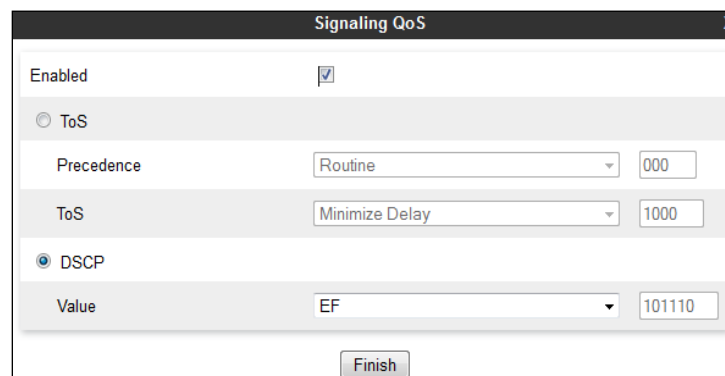 Signaling QoS
Enabled
ToS
Precedence Routine 000
ToS Minimize Delay 1000
DSCP
Value EF 101110
Finish